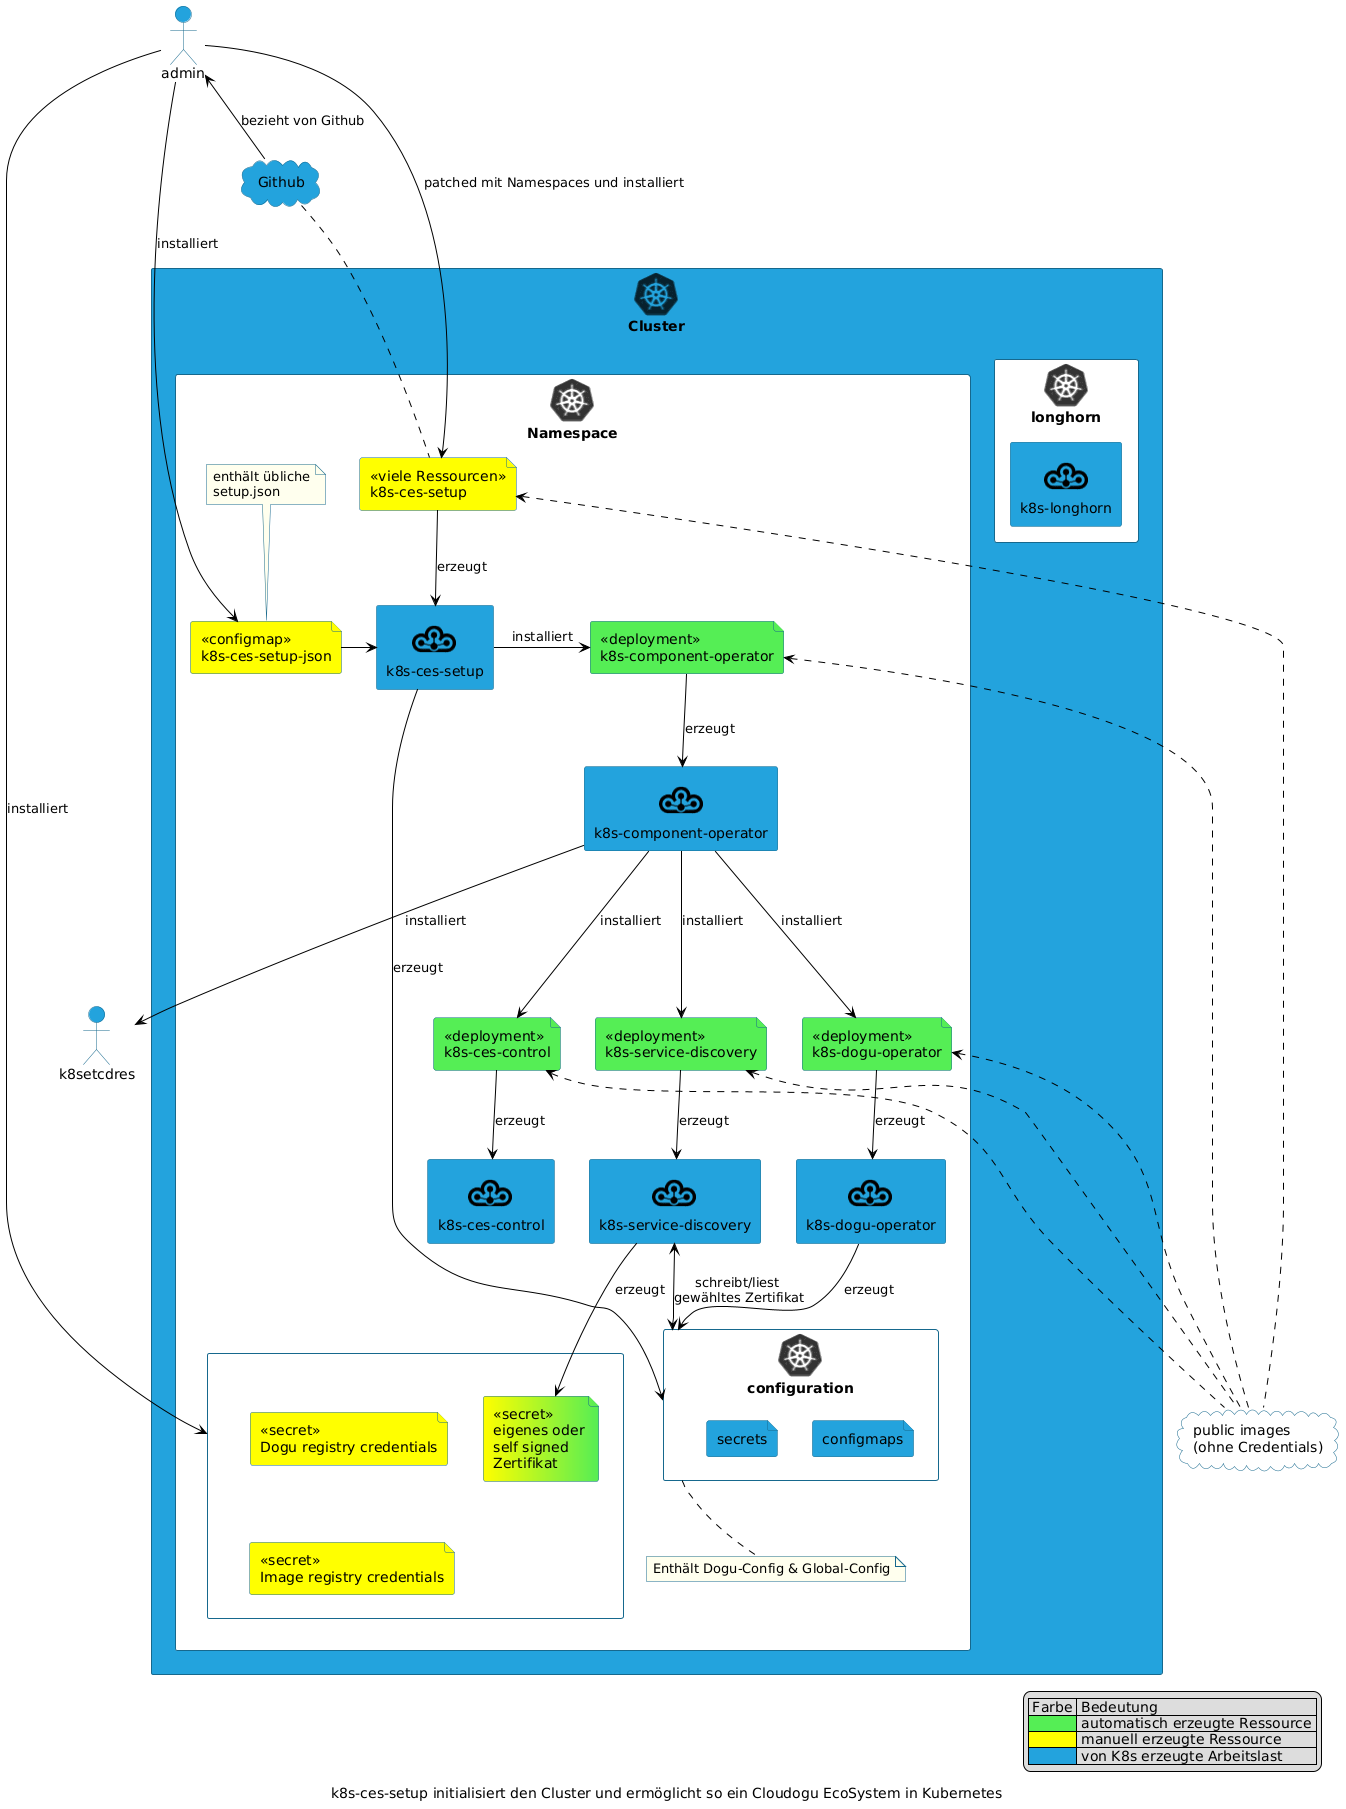 admin
bezieht von Github
Github
patched mit Namespaces und installiert
installiert
Cluster
Namespace
longhorn
k8s-longhorn
enthält übliche
setup.json
«viele Ressourcen»
k8s-ces-setup
erzeugt
«configmap»
k8s-ces-setup-json
k8s-ces-setup
installiert
«deployment»
k8s-component-operator
erzeugt
k8s-component-operator
installiert
installiert
installiert
installiert
installiert
erzeugt
k8setcdres
«deployment»
k8s-ces-control
«deployment»
k8s-service-discovery
«deployment»
k8s-dogu-operator
erzeugt
erzeugt
erzeugt
k8s-ces-control
k8s-service-discovery
k8s-dogu-operator
erzeugt
schreibt/liest
gewähltes Zertifikat
erzeugt
configuration
secrets
configmaps
«secret»
Dogu registry credentials
«secret»
eigenes oder
self signed
Zertifikat
public images
(ohne Credentials)
«secret»
Image registry credentials
Enthält Dogu-Config & Global-Config
Farbe Bedeutung
automatisch erzeugte Ressource
manuell erzeugte Ressource
von K8s erzeugte Arbeitslast
k8s-ces-setup initialisiert den Cluster und ermöglicht so ein Cloudogu EcoSystem in Kubernetes